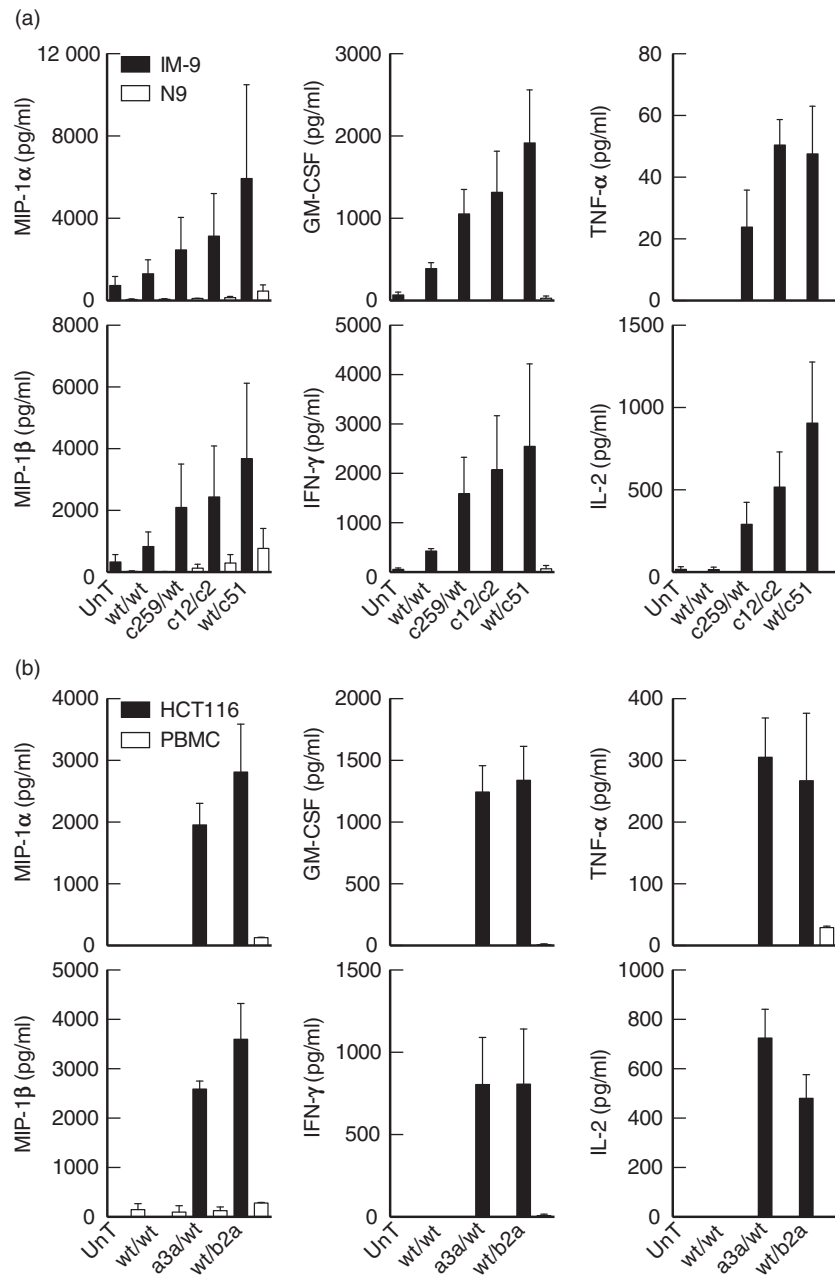 (a)
MIP-1α (pg/ml)
12 000
8000
4000
0
IM-9
N9
GM-CSF (pg/ml)
3000
2000
1000
0
TNF-α (pg/ml)
80
60
40
20
0
MIP-1β (pg/ml)
8000
6000
4000
2000
0
UnT
wt/wt
c259/wt
c12/c2
wt/c51
IFN-γ (pg/ml)
5000
4000
3000
2000
1000
0
UnT
wt/wt
c259/wt
c12/c2
wt/c51
IL-2 (pg/ml)
1500
1000
500
0
UnT
wt/wt
c259/wt
c12/c2
wt/c51
(b)
MIP-1α (pg/ml)
4000
3000
2000
1000
0
HCT116
PBMC
GM-CSF (pg/ml)
2000
1500
1000
500
0
TNF-α (pg/ml)
400
300
200
100
0
MIP-1β (pg/ml)
5000
4000
3000
2000
1000
0
UnT
wt/wt
a3a/wt
wt/b2a
IFN-γ (pg/ml)
1500
1000
500
0
UnT
wt/wt
a3a/wt
wt/b2a
IL-2 (pg/ml)
1000
800
600
400
200
0
UnT
wt/wt
a3a/wt
wt/b2a